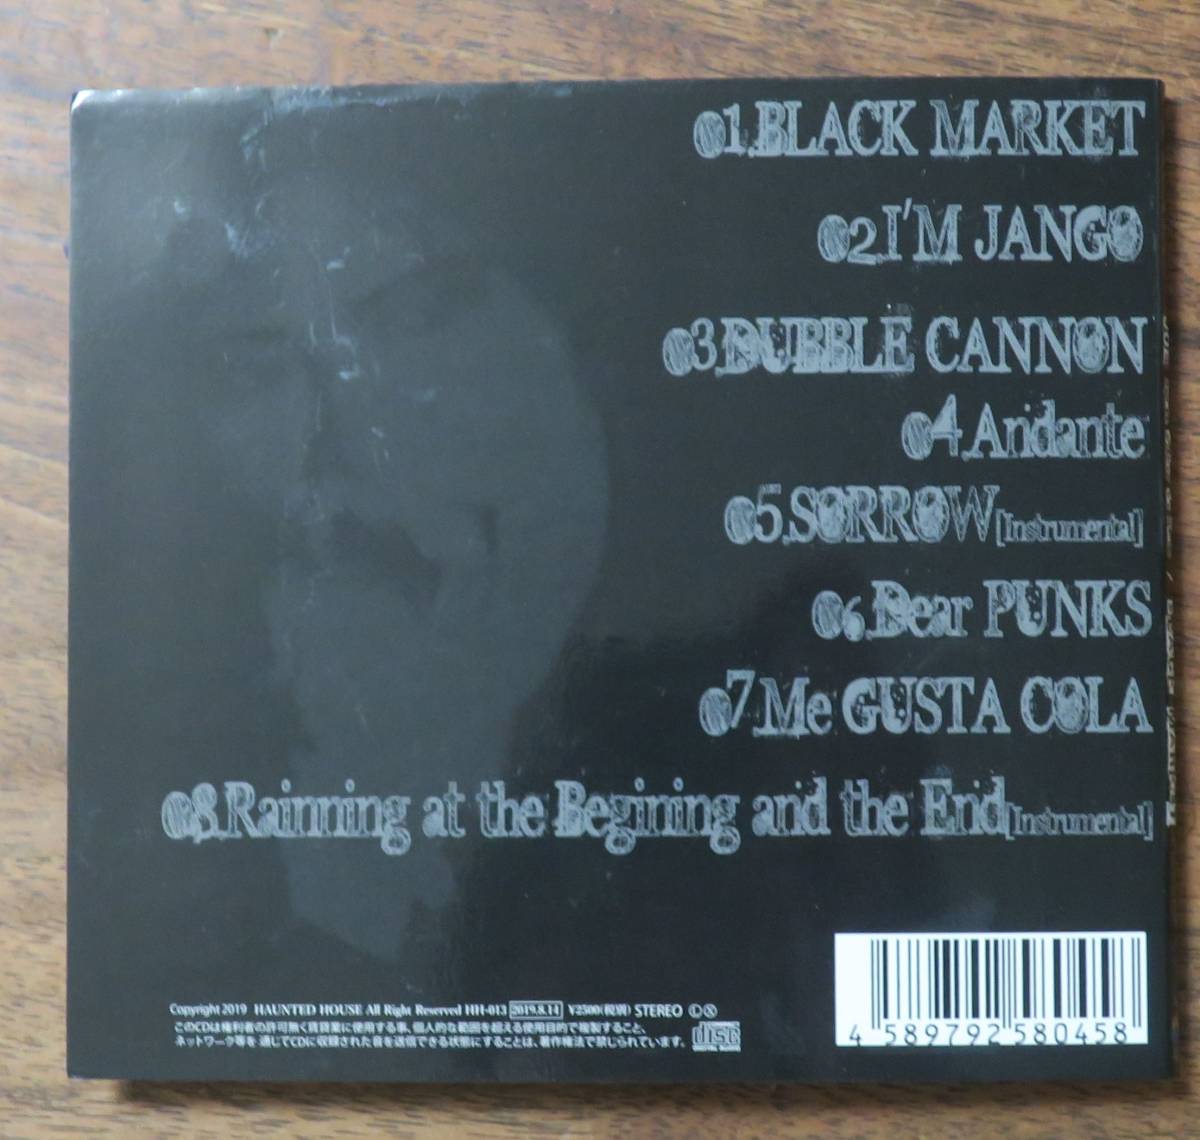 01.BLACK MARKET
02.I'M JANGO
03.DUBBLE CANNON
04.Andante
05.SORROW[Instrumental]
06.Dear PUNKS
07.Me GUSTA COLA
08.Rainning at the Begining and the End[Instrumental]
Copyright 2019 HAUNTED HOUSE All Right Reserved HH-013 2019.8.14 ¥2500(税別) STEREO Ⓒ Ⓧ
このCDは権利者の許可無く賃貸業に使用する事、個人的な範囲を超える使用目的で複製すること、
ネットワーク等を通じてCDに収録された音を送信できる状態にすることは、著作権法で禁じられています。
COMPACT disc DIGITAL AUDIO
4 589792 580458